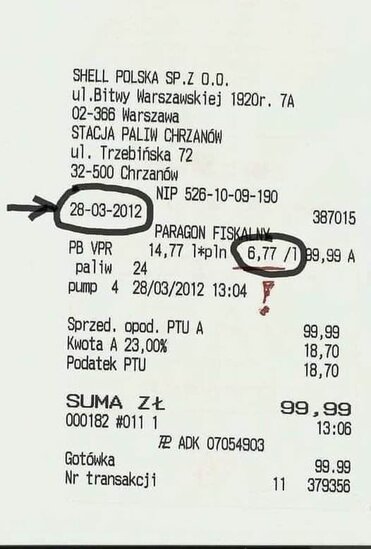 SHELL POLSKA SP.Z O.O.
ul.Bitwy Warszawskiej 1920r. 7A
02-366 Warszawa
STACJA PALIW CHRZANÓW
ul. Trzebińska 72
32-500 Chrzanów
NIP 526-10-09-190
28-03-2012 387015
PARAGON FISKALNY
PB VPR 14,77 l*pln 6,77 /l 99,99 A
paliw 24
pump 4 28/03/2012 13:04 !
Sprzed. opod. PTU A 99,99
Kwota A 23,00% 18,70
Podatek PTU 18,70
SUMA ZŁ 99,99
000182 #011 1 13:06
ADK 07054903
Gotówka 99.99
Nr transakcji 11 379356